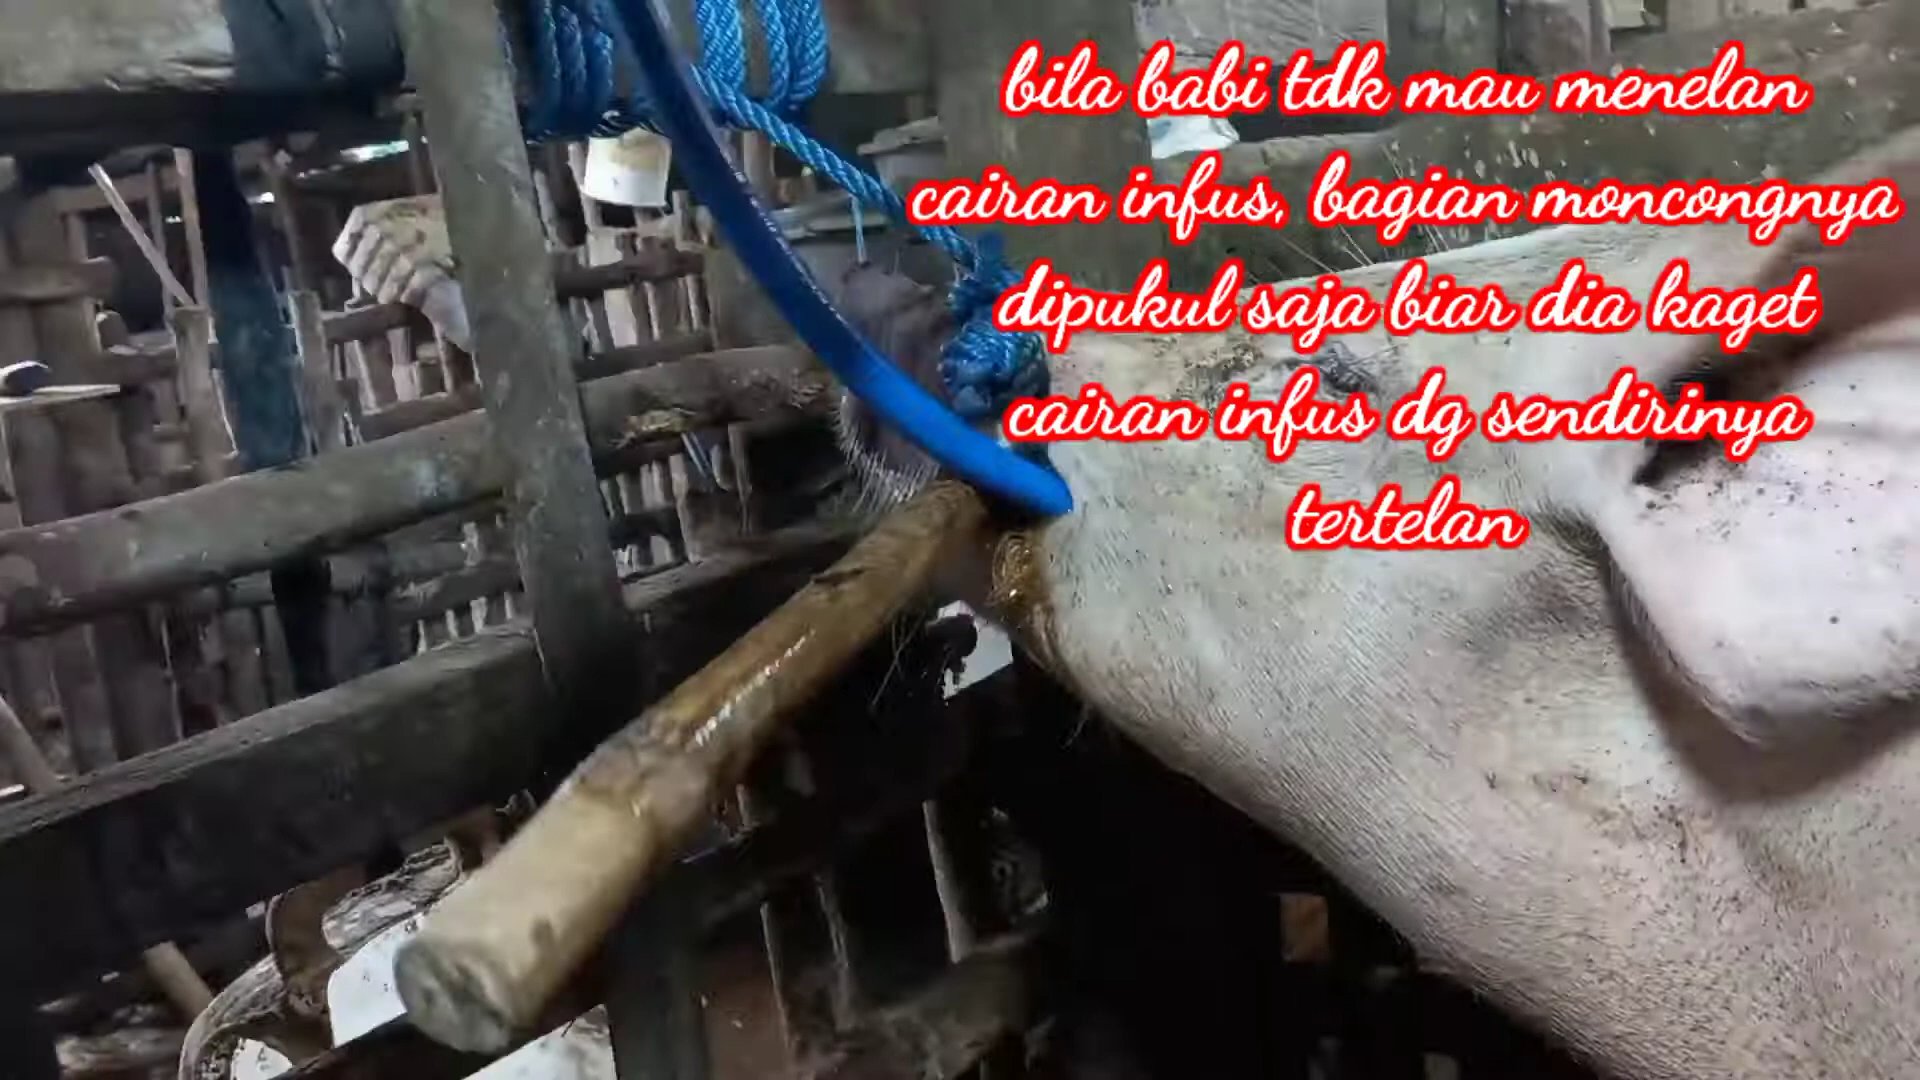 bila babi tdk mau menelan
cairan infus, bagian moncongnya
dipukul saja biar dia kaget
cairan infus dg sendirinya
tertelan